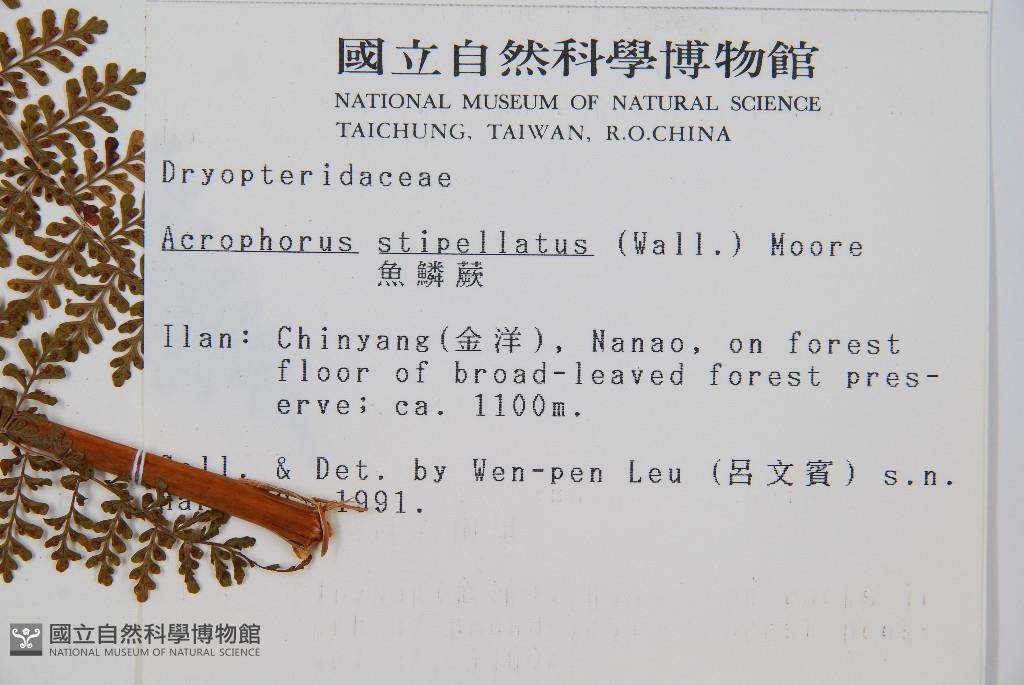 國立自然科學博物館
NATIONAL MUSEUM OF NATURAL SCIENCE
TAICHUNG, TAIWAN, R.O.CHINA
Dryopteridaceae
Acrophorus stipellatus (Wall.) Moore
魚鱗蕨
Ilan: Chinyang(金洋), Nanao, on forest
floor of broad-leaved forest pres-
erve; ca. 1100m.
& Det. by Wen-pen Leu (呂文賓) s.n.
1991.
國立自然科學博物館
NATIONAL MUSEUM OF NATURAL SCIENCE